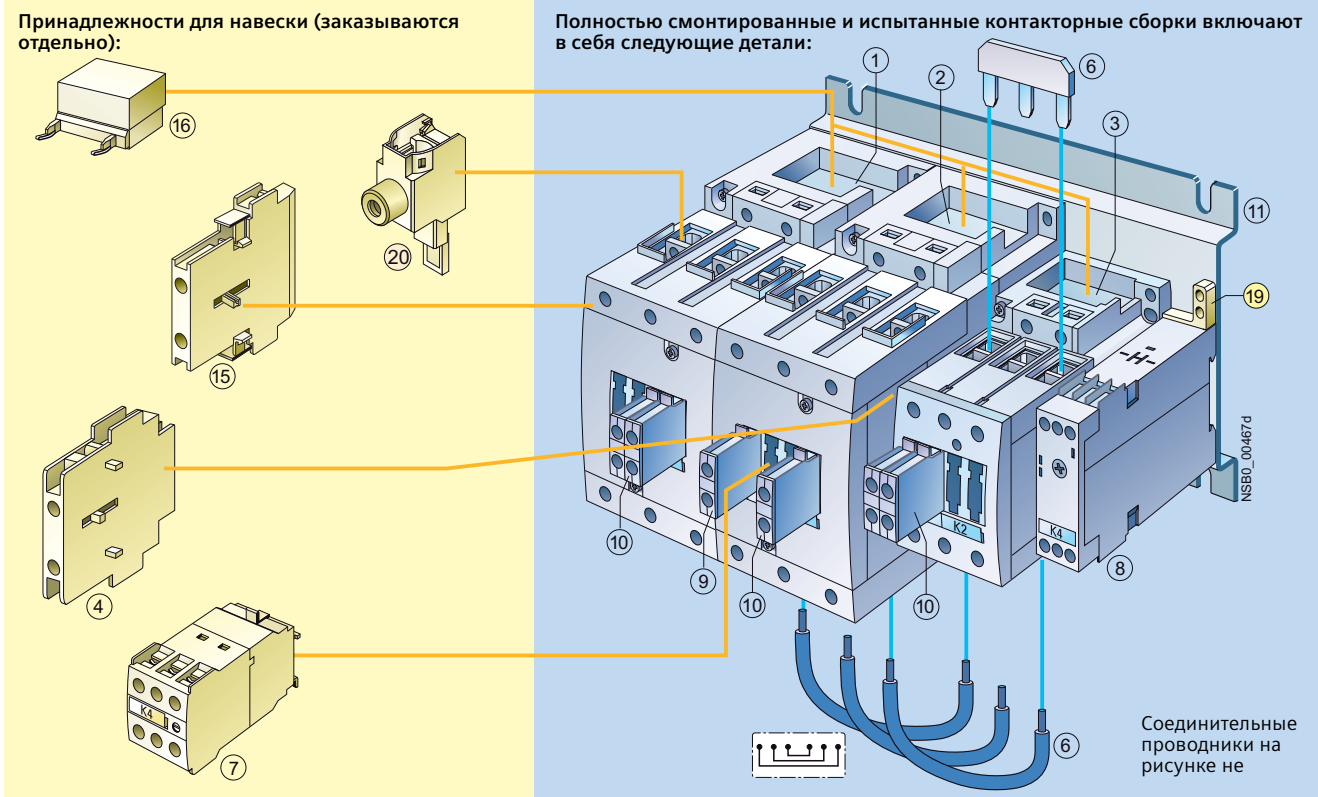 Принадлежности для навески (заказываются
отдельно):
Полностью смонтированные и испытанные контакторные сборки включают
в себя следующие детали:
1
2
6
3
16
20
11
19
15
NSB0_00467d
K2
K4
10
9
10
10
8
4
K4
7
6
Соединительные
проводники на
рисунке не